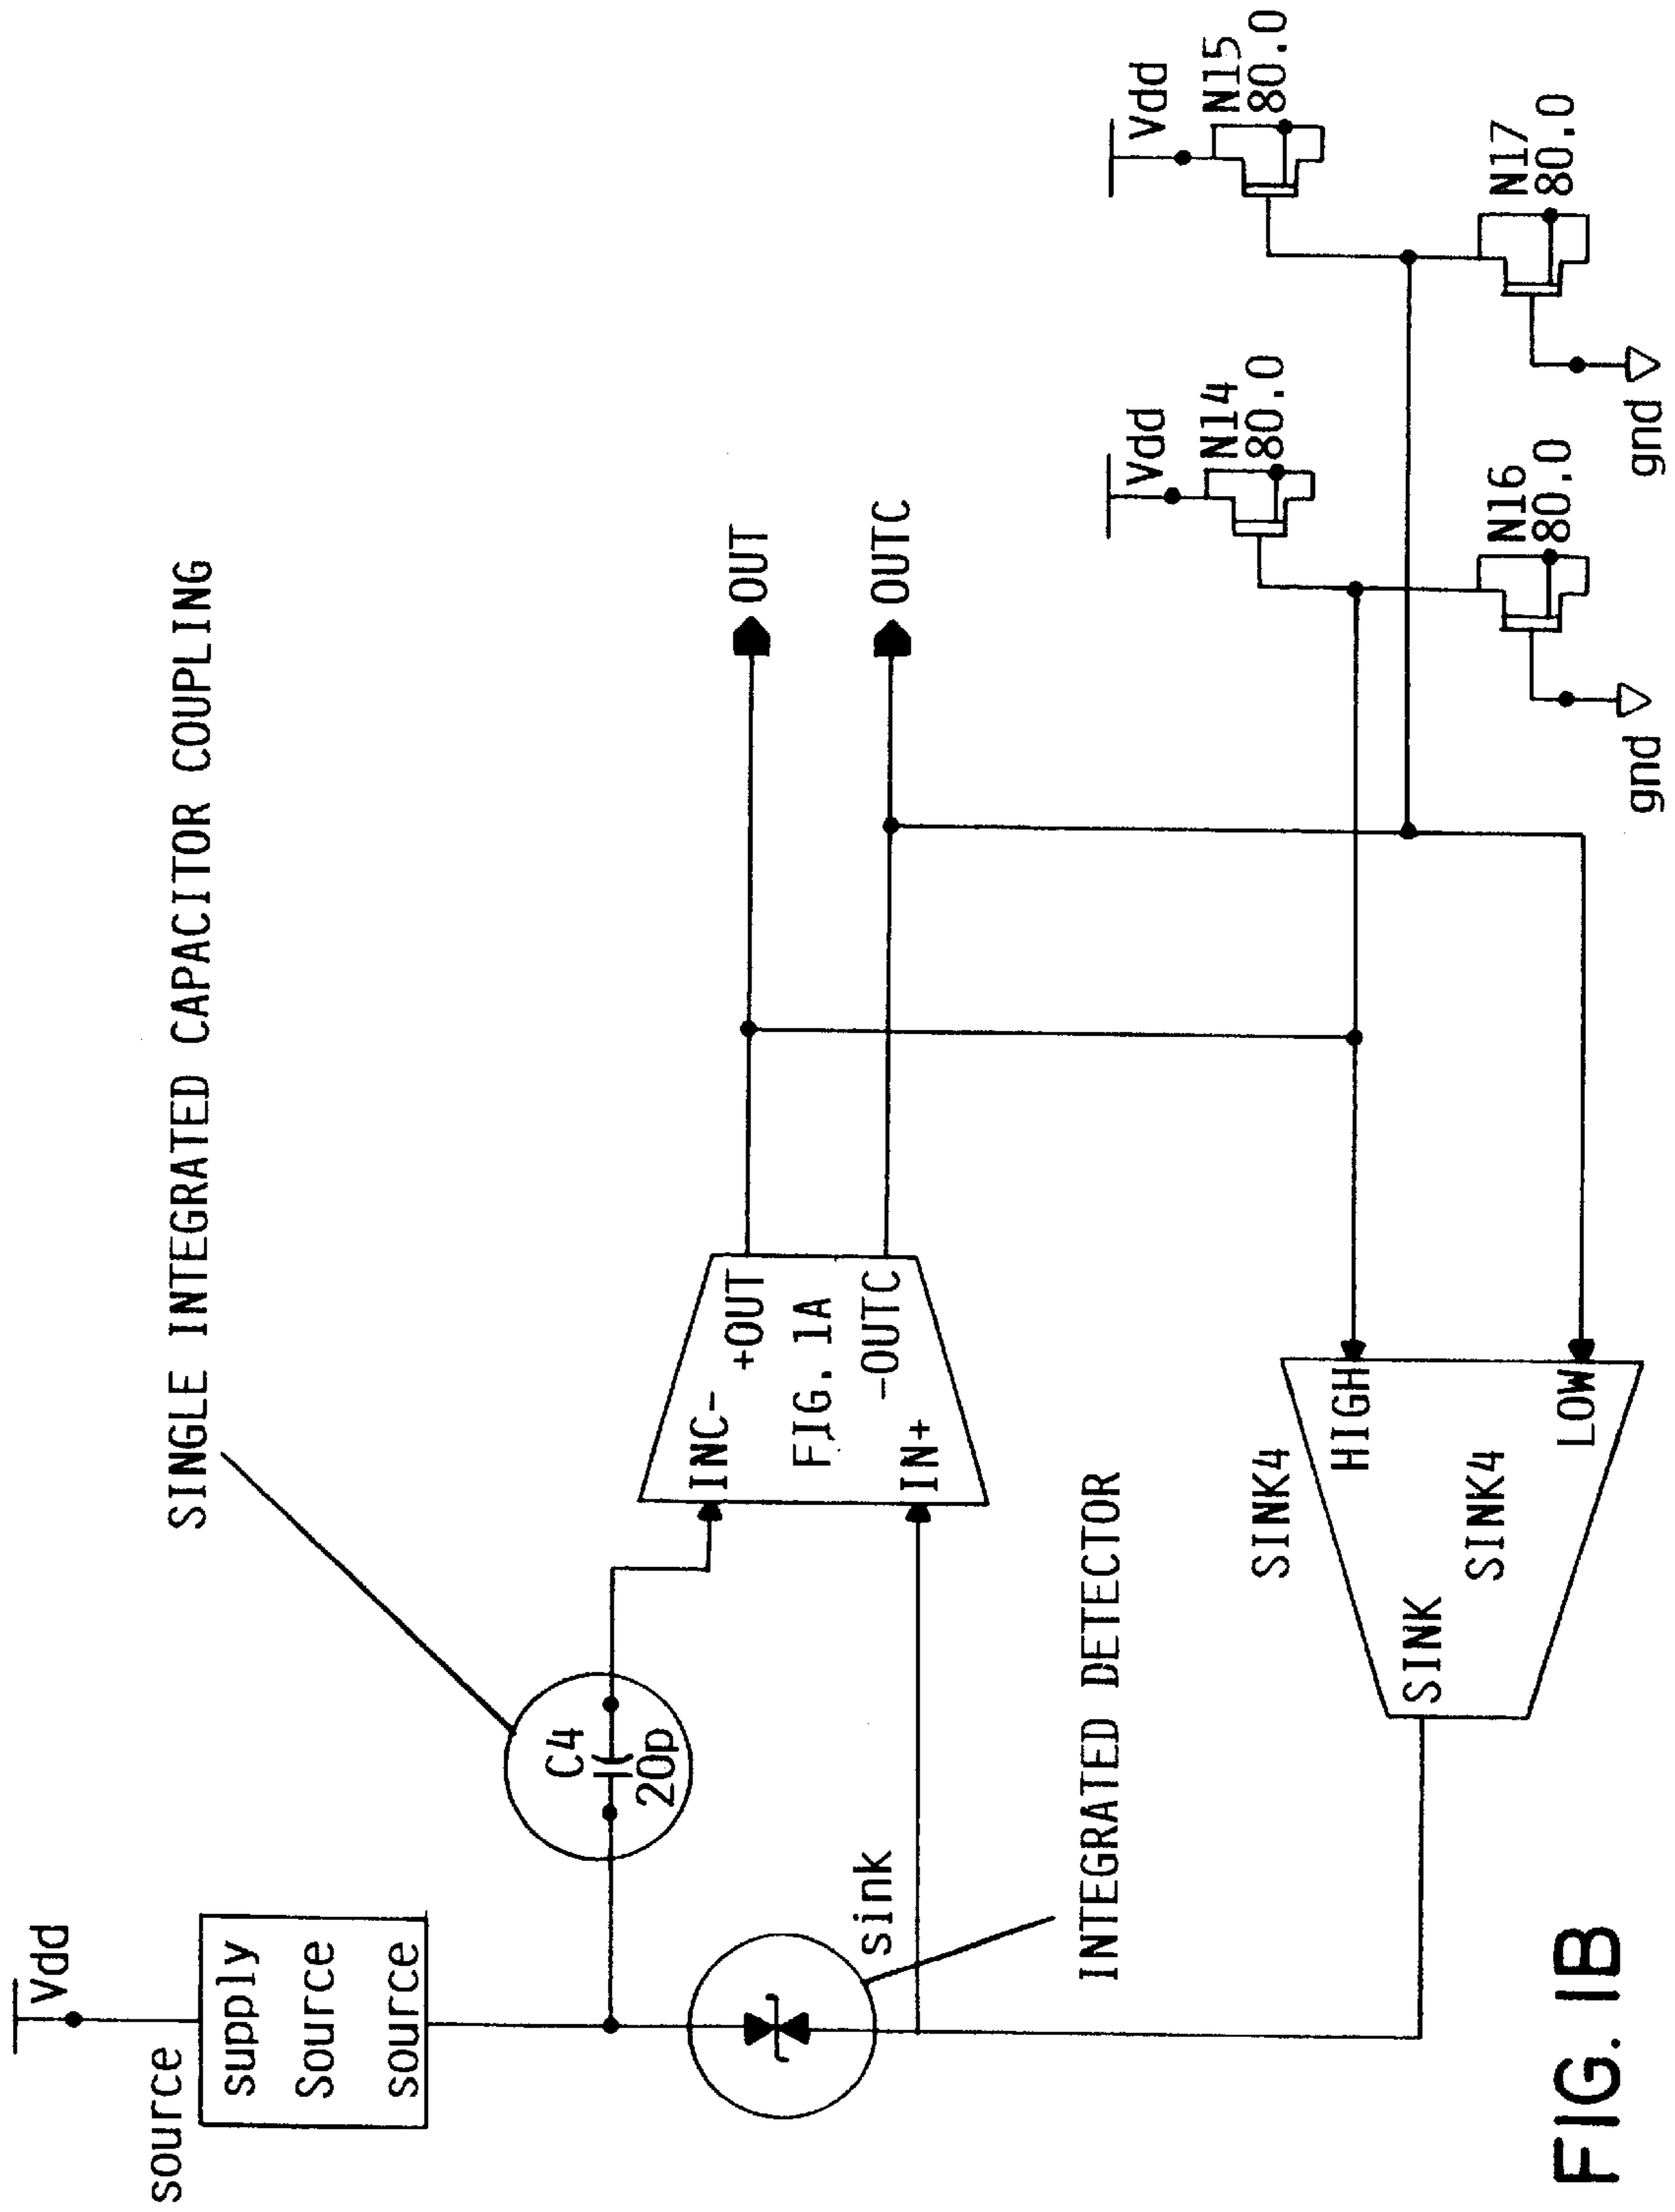 SINGLE INTEGRATED CAPACITOR COUPLING
Vdd
source
supply
Source
source
C4
20p
sink
INTEGRATED DETECTOR
INC-
+OUT
FIG. 1A
-OUTC
IN+
OUT
OUTC
SINK4
HIGH
SINK
SINK4
LOW
Vdd
N14
80.0
Vdd
N15
80.0
N16
80.0
gnd
N17
80.0
gnd
FIG. 1B